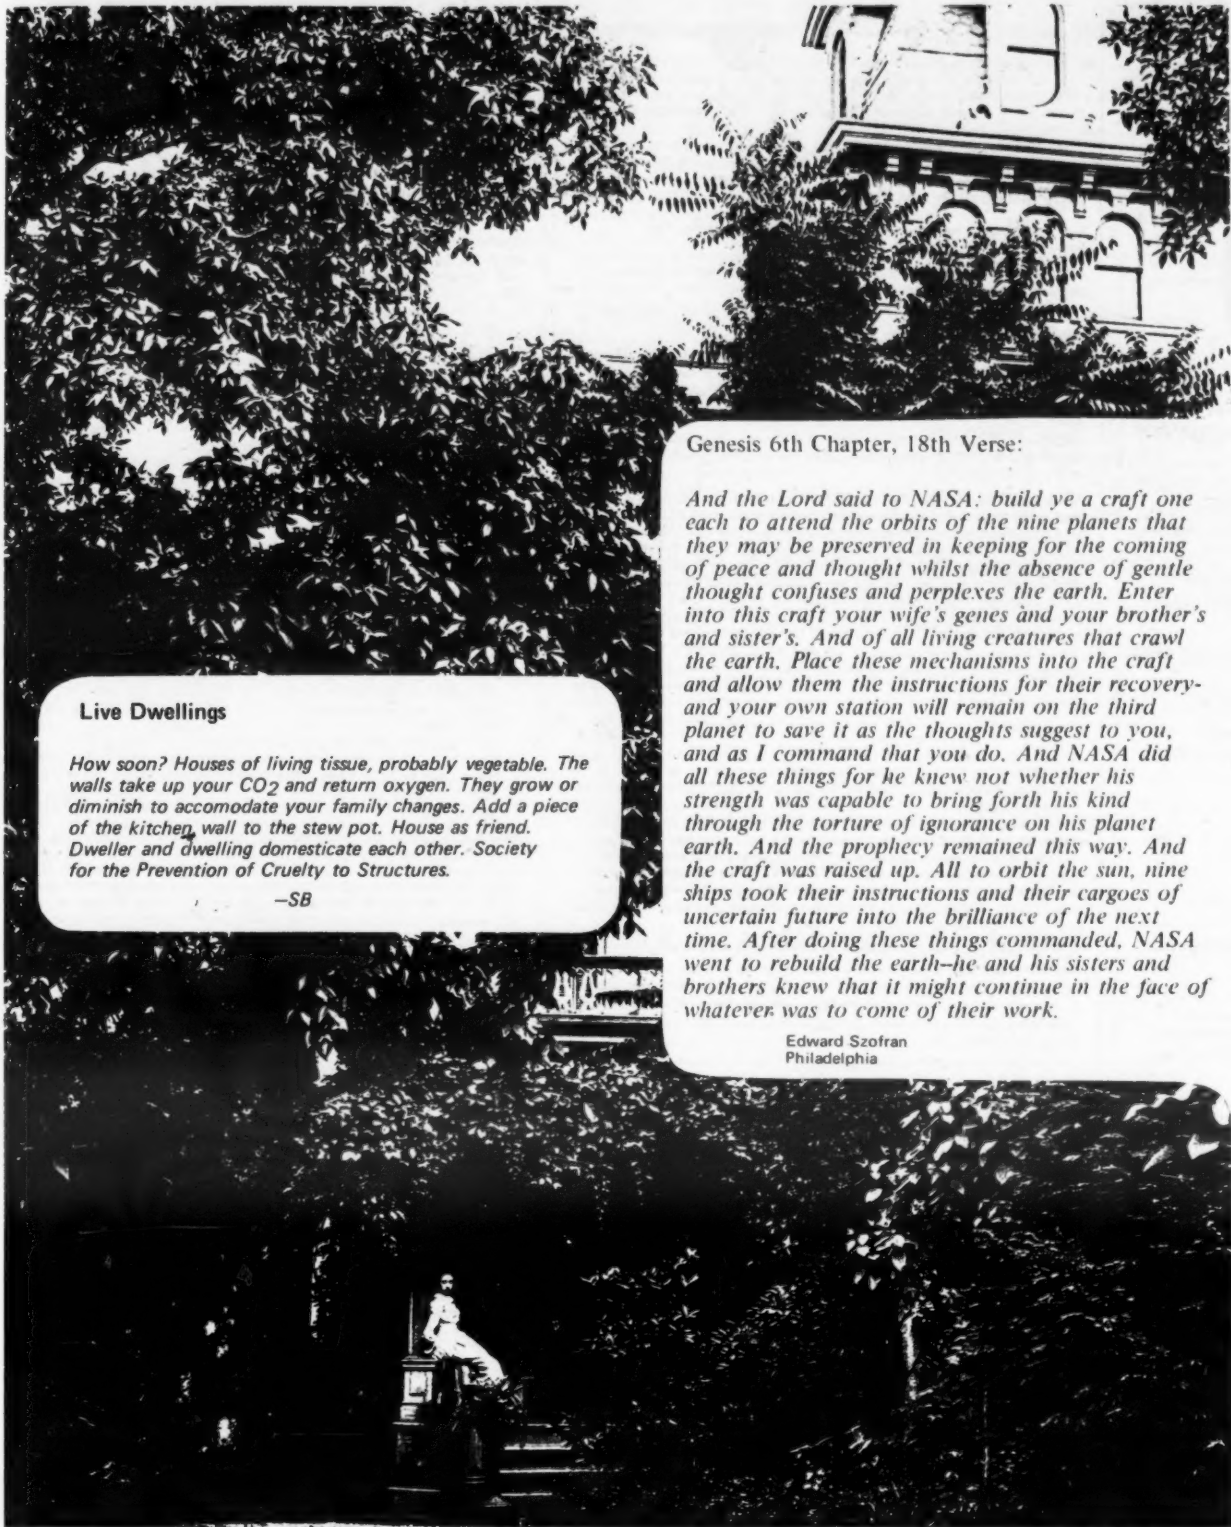 Genesis 6th Chapter, 18th Verse:
And the Lord said to NASA: build ye a craft one
each to attend the orbits of the nine planets that
they may be preserved in keeping for the coming
of peace and thought whilst the absence of gentle
thought confuses and perplexes the earth. Enter
into this craft your wife's genes and your brother's
and sister's. And of all living creatures that crawl
the earth. Place these mechanisms into the craft
and allow them the instructions for their recovery-
and your own station will remain on the third
planet to save it as the thoughts suggest to you,
and as I command that you do. And NASA did
all these things for he knew not whether his
strength was capable to bring forth his kind
through the torture of ignorance on his planet
earth. And the prophecy remained this way. And
the craft was raised up. All to orbit the sun, nine
ships took their instructions and their cargoes of
uncertain future into the brilliance of the next
time. After doing these things commanded, NASA
went to rebuild the earth—he and his sisters and
brothers knew that it might continue in the face of
whatever was to come of their work.
Edward Szofran
Philadelphia
Live Dwellings
How soon? Houses of living tissue, probably vegetable. The
walls take up your CO2 and return oxygen. They grow or
diminish to accomodate your family changes. Add a piece
of the kitchen wall to the stew pot. House as friend.
Dweller and dwelling domesticate each other. Society
for the Prevention of Cruelty to Structures.
—SB